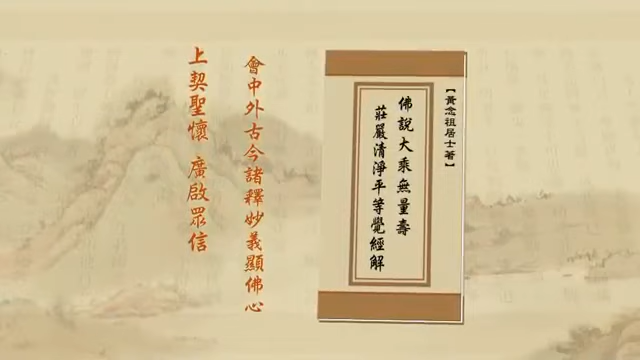 【黃念祖居士著】
佛說大乘無量壽
莊嚴清淨平等覺經解
會中外古今諸釋妙義顯佛心
上契聖懷 廣啟眾信